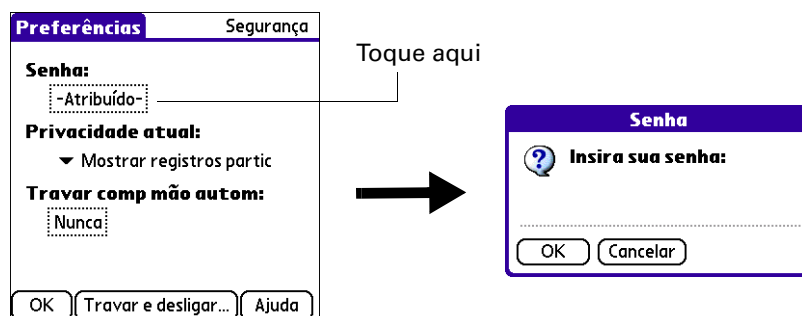 Preferências Segurança
Senha:
-Atribuído-
Privacidade atual:
Mostrar registros partic
Travar comp mão autom:
Nunca
OK Travar e desligar... Ajuda
Toque aqui
Senha
Insira sua senha:
OK Cancelar